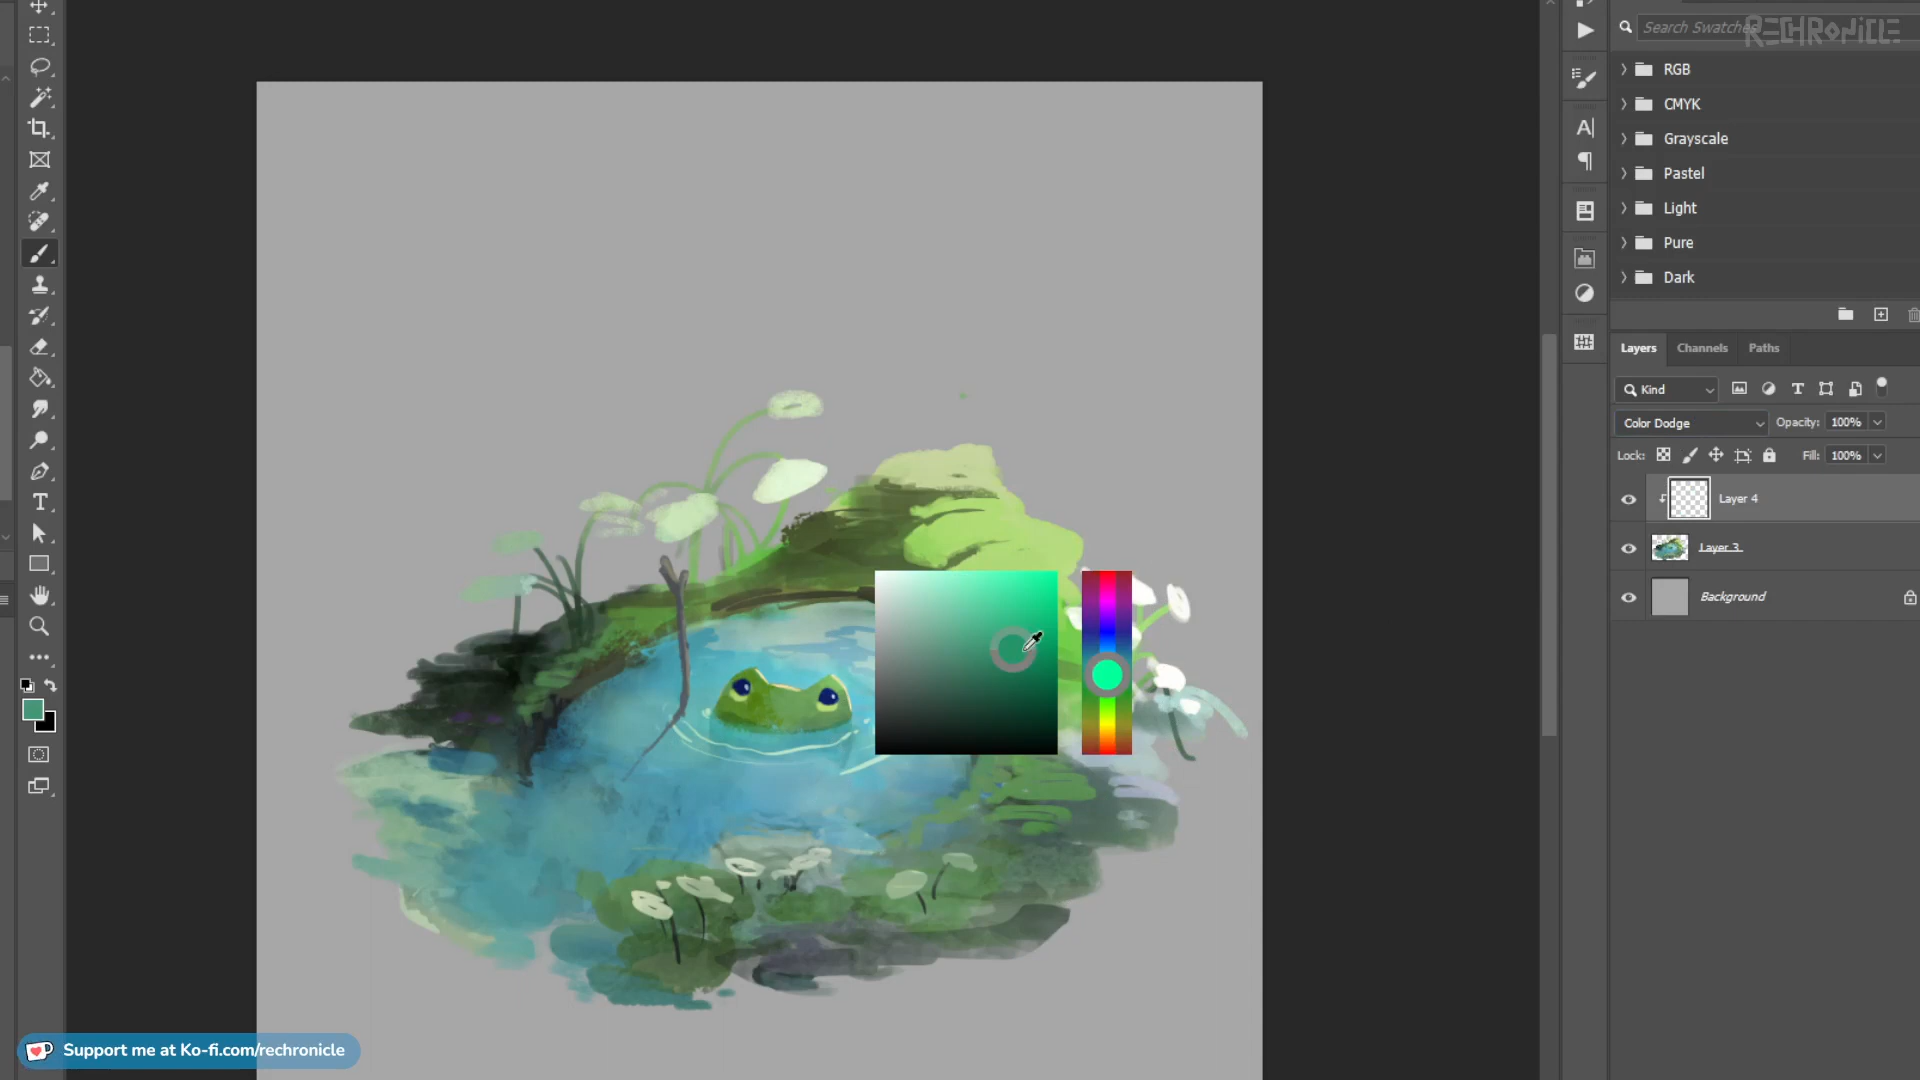 Search Swatches
RECHRONICLE
RGB
CMYK
Grayscale
Pastel
Light
Pure
Dark
Layers Channels Paths
Kind
Color Dodge Opacity: 100%
Lock: Fill: 100%
Layer 4
Layer 3
Background
Support me at Ko-fi.com/rechronicle